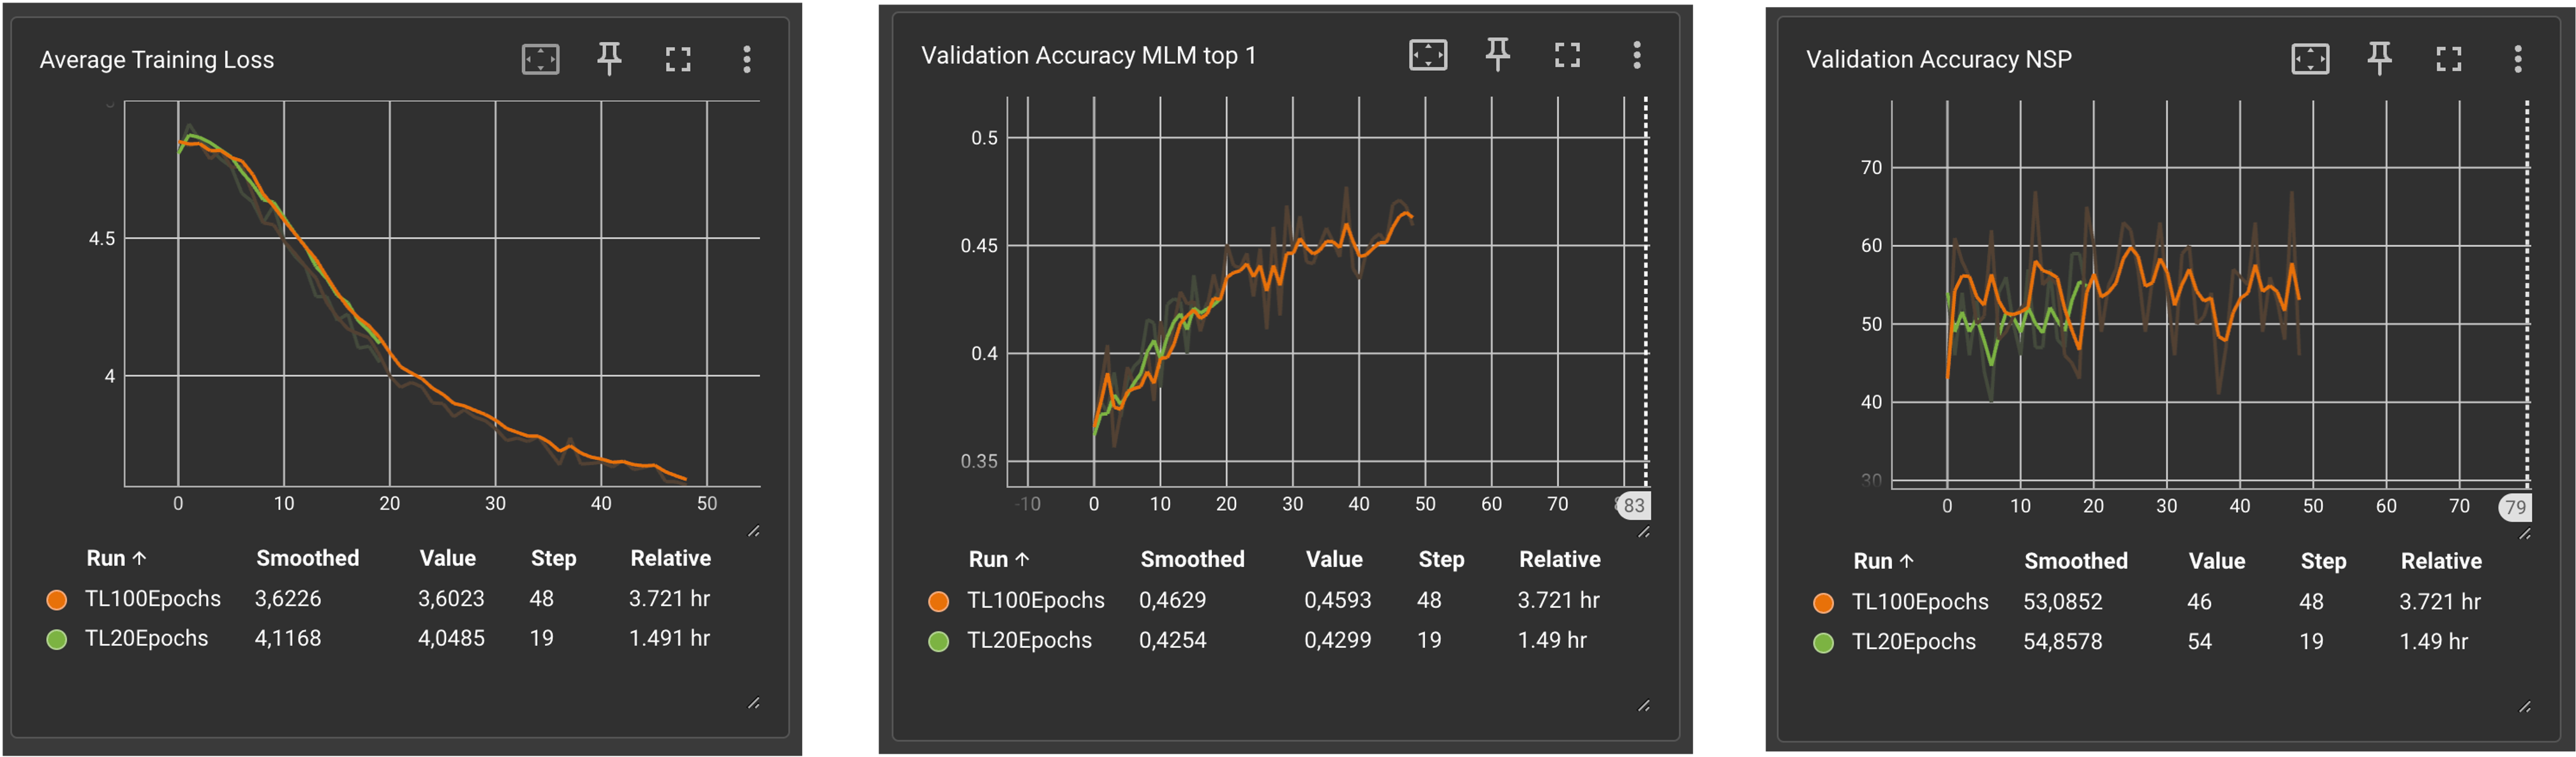 Average Training Loss
4.5
4
0 10 20 30 40 50
Run ↑ Smoothed Value Step Relative
TL100Epochs 3,6226 3,6023 48 3.721 hr
TL20Epochs 4,1168 4,0485 19 1.491 hr
Validation Accuracy MLM top 1
0.5
0.45
0.4
0.35
-10 0 10 20 30 40 50 60 70 83
Run ↑ Smoothed Value Step Relative
TL100Epochs 0,4629 0,4593 48 3.721 hr
TL20Epochs 0,4254 0,4299 19 1.49 hr
Validation Accuracy NSP
70
60
50
40
30
0 10 20 30 40 50 60 70 79
Run ↑ Smoothed Value Step Relative
TL100Epochs 53,0852 46 48 3.721 hr
TL20Epochs 54,8578 54 19 1.49 hr